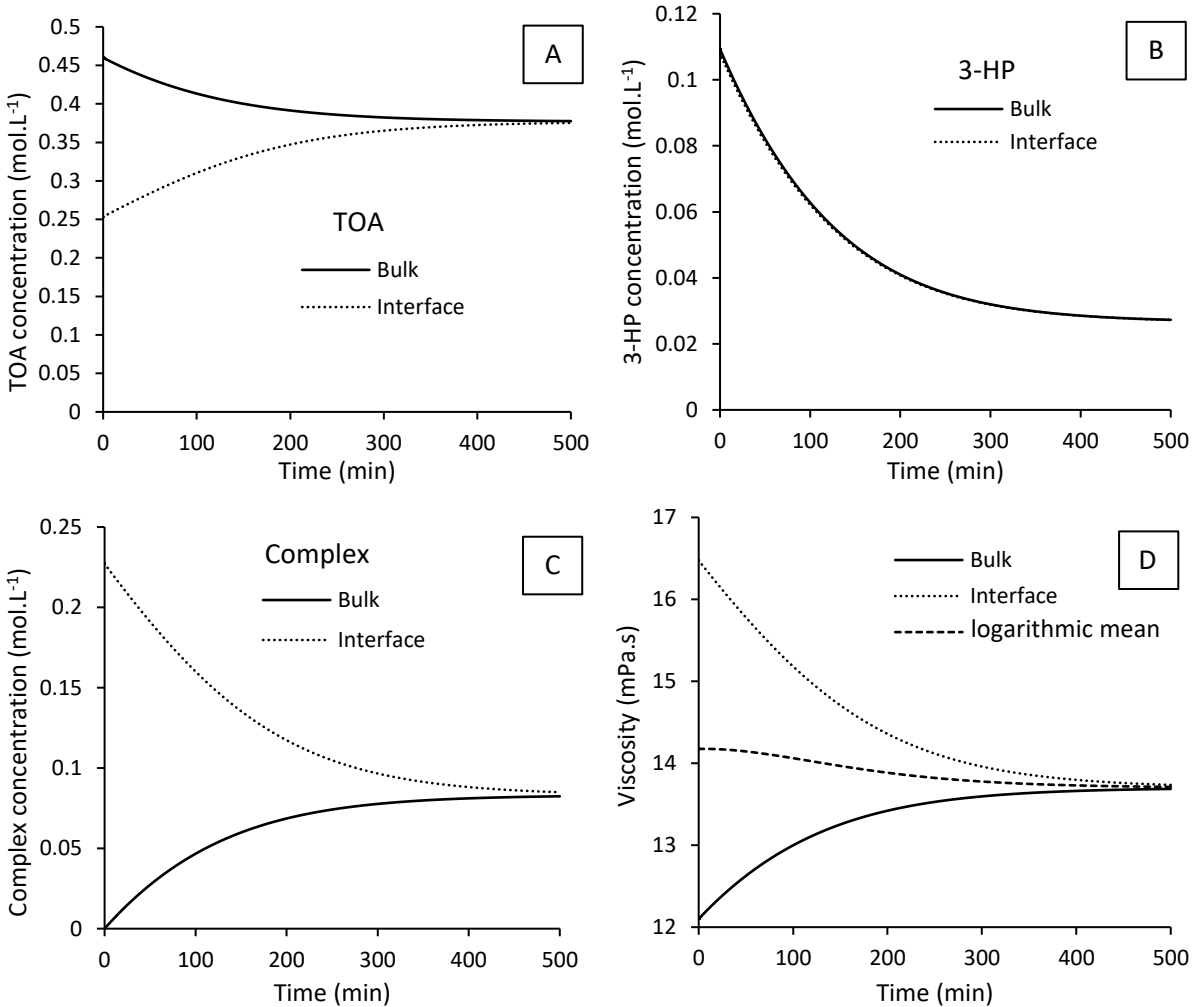 A
TOA concentration (mol.L-1)
0.5
0.45
0.4
0.35
0.3
0.25
0.2
0.15
0.1
0.05
0
TOA
Bulk
Interface
0 100 200 300 400 500
Time (min)
B
3-HP concentration (mol.L-1)
0.12
0.1
0.08
0.06
0.04
0.02
0
3-HP
Bulk
Interface
0 100 200 300 400 500
Time (min)
C
Complex concentration (mol.L-1)
0.25
0.2
0.15
0.1
0.05
0
Complex
Bulk
Interface
0 100 200 300 400 500
Time (min)
D
Viscosity (mPa.s)
17
16
15
14
13
12
Bulk
Interface
logarithmic mean
0 100 200 300 400 500
Time (min)